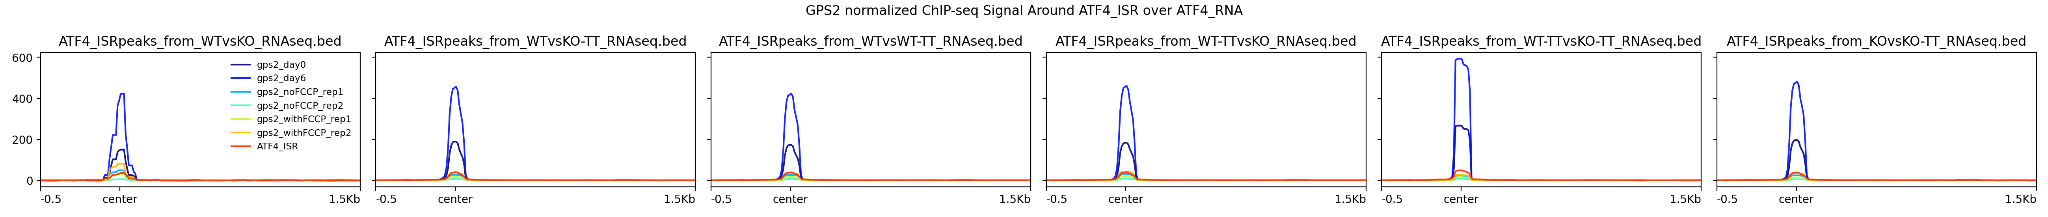 GPS2 normalized ChIP-seq Signal Around ATF4_ISR over ATF4_RNA
ATF4_ISRpeaks_from_WTvsKO_RNAseq.bed
ATF4_ISRpeaks_from_WTvsKO-TT_RNAseq.bed
ATF4_ISRpeaks_from_WTvsWT-TT_RNAseq.bed
ATF4_ISRpeaks_from_WT-TTvsKO_RNAseq.bed
ATF4_ISRpeaks_from_WT-TTvsKO-TT_RNAseq.bed
ATF4_ISRpeaks_from_KOvsKO-TT_RNAseq.bed
600
400
200
0
gps2_day0
gps2_day6
gps2_noFCCP_rep1
gps2_noFCCP_rep2
gps2_withFCCP_rep1
gps2_withFCCP_rep2
ATF4_ISR
-0.5 center 1.5Kb
-0.5 center 1.5Kb
-0.5 center 1.5Kb
-0.5 center 1.5Kb
-0.5 center 1.5Kb
-0.5 center 1.5Kb